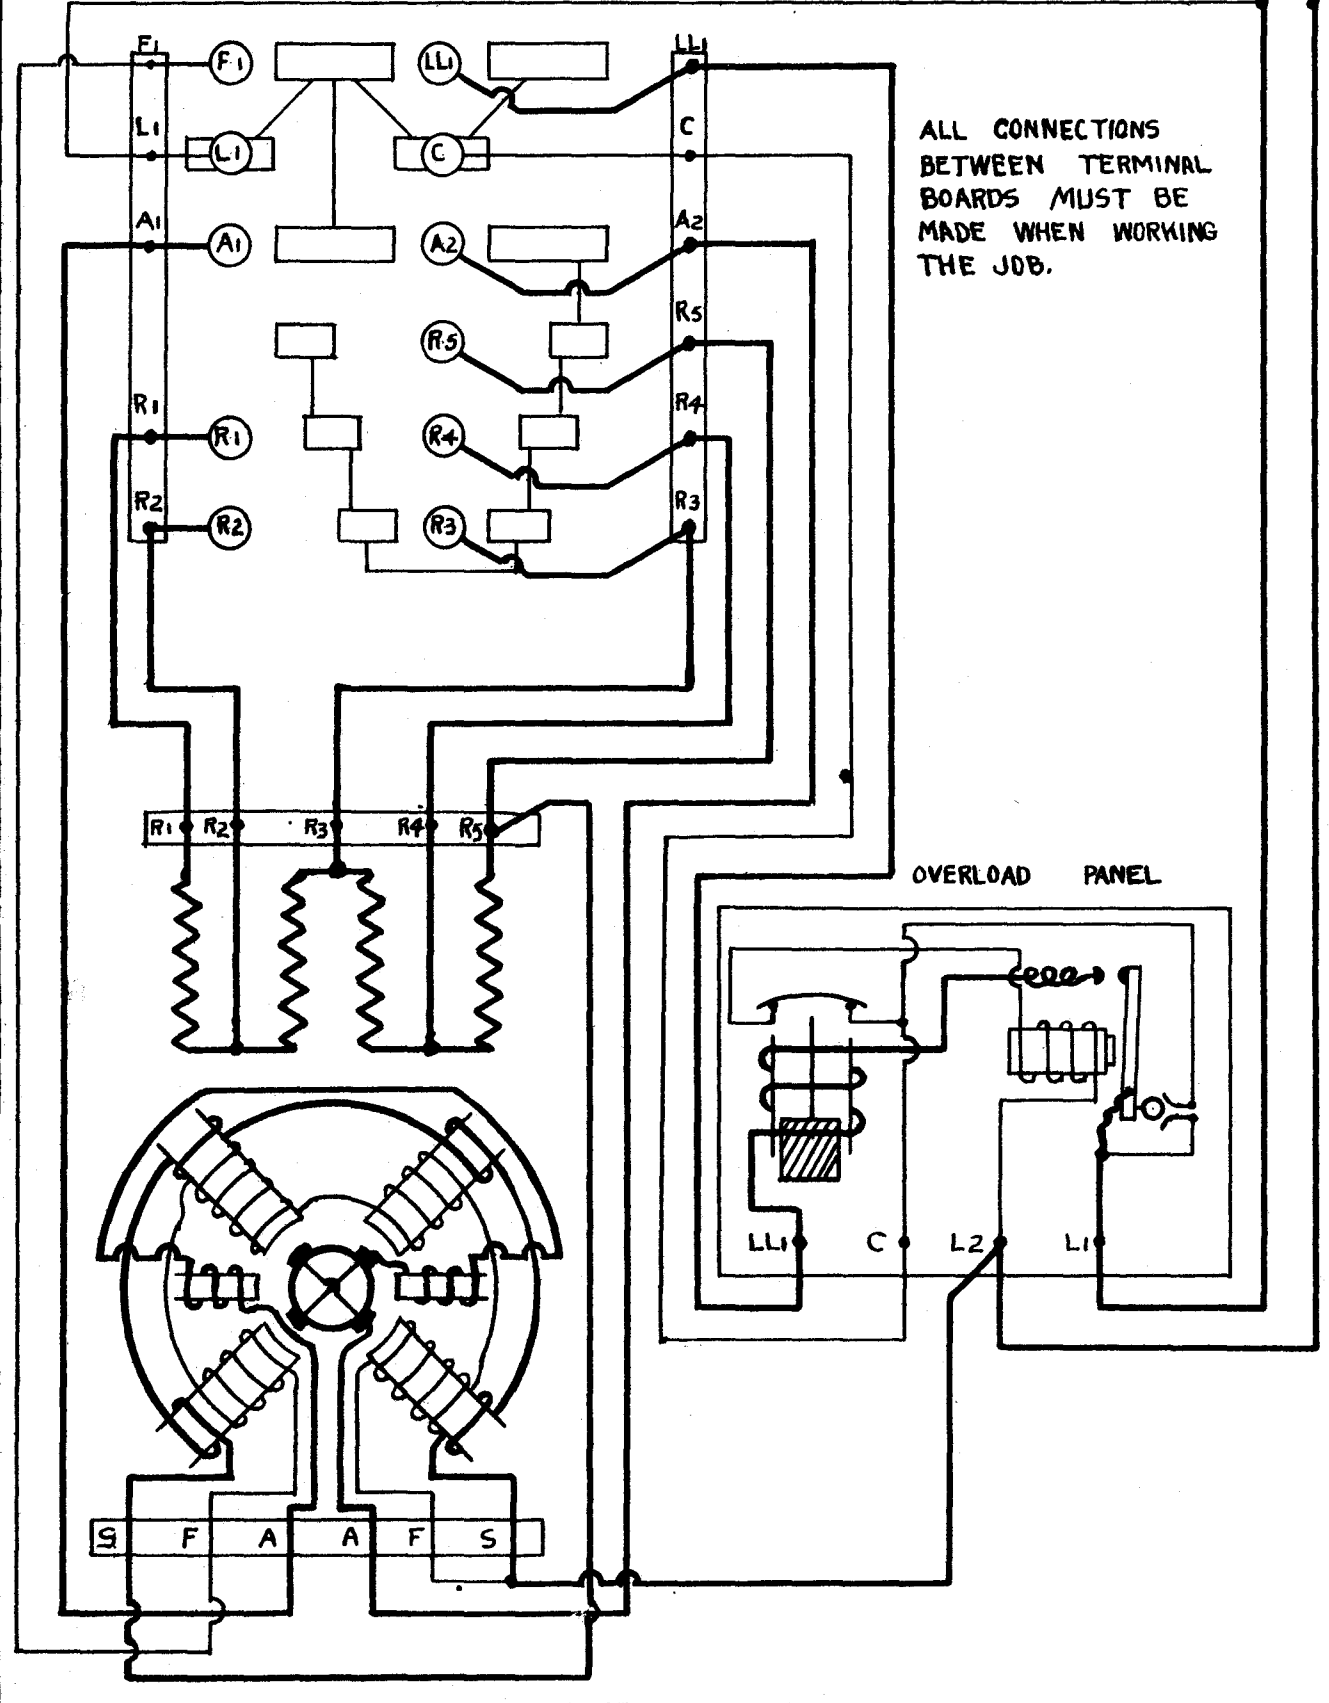 F1 F1 LL1 LL1
L1 L1 C C
A1 A1 A2 A2
R5 R5
R1 R1 R4 R4
R2 R2 R3 R3
ALL CONNECTIONS
BETWEEN TERMINAL
BOARDS MUST BE
MADE WHEN WORKING
THE JOB.
R1 R2 R3 R4 R5
OVERLOAD PANEL
LL1 C L2 L1
S F A A F S